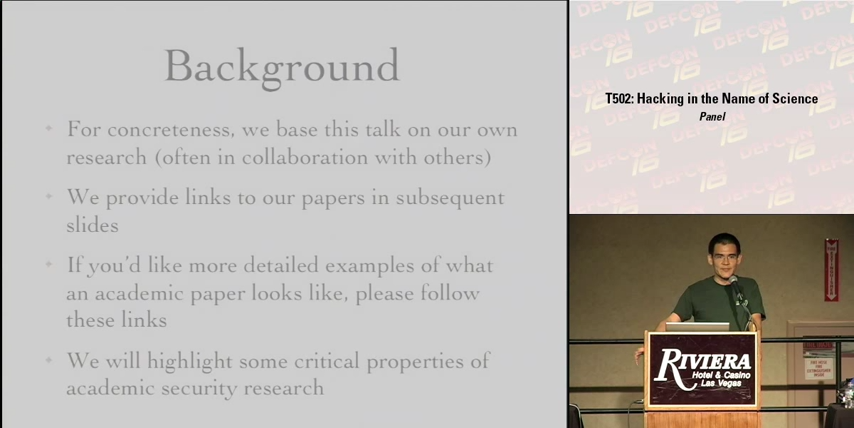 Background
For concreteness, we base this talk on our own
research (often in collaboration with others)
We provide links to our papers in subsequent
slides
If you'd like more detailed examples of what
an academic paper looks like, please follow
these links
We will highlight some critical properties of
academic security research
DEFCON 16
T502: Hacking in the Name of Science
Panel
RIVIERA
Hotel & Casino
Las Vegas